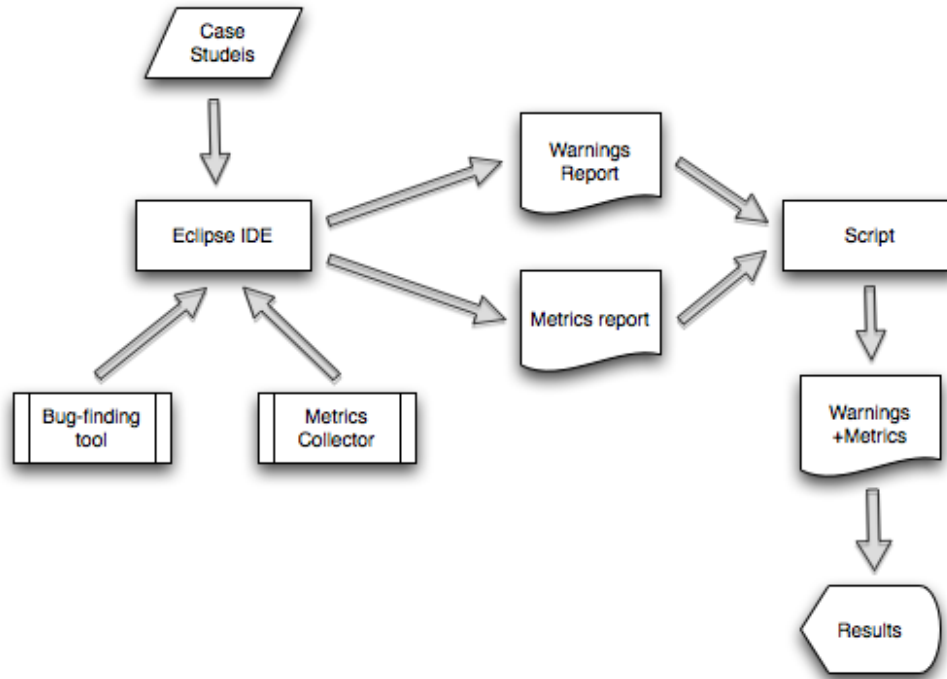 Case
Studeis
Warnings
Report
Eclipse IDE
Script
Metrics report
Bug-finding
tool
Metrics
Collector
Warnings
+Metrics
Results